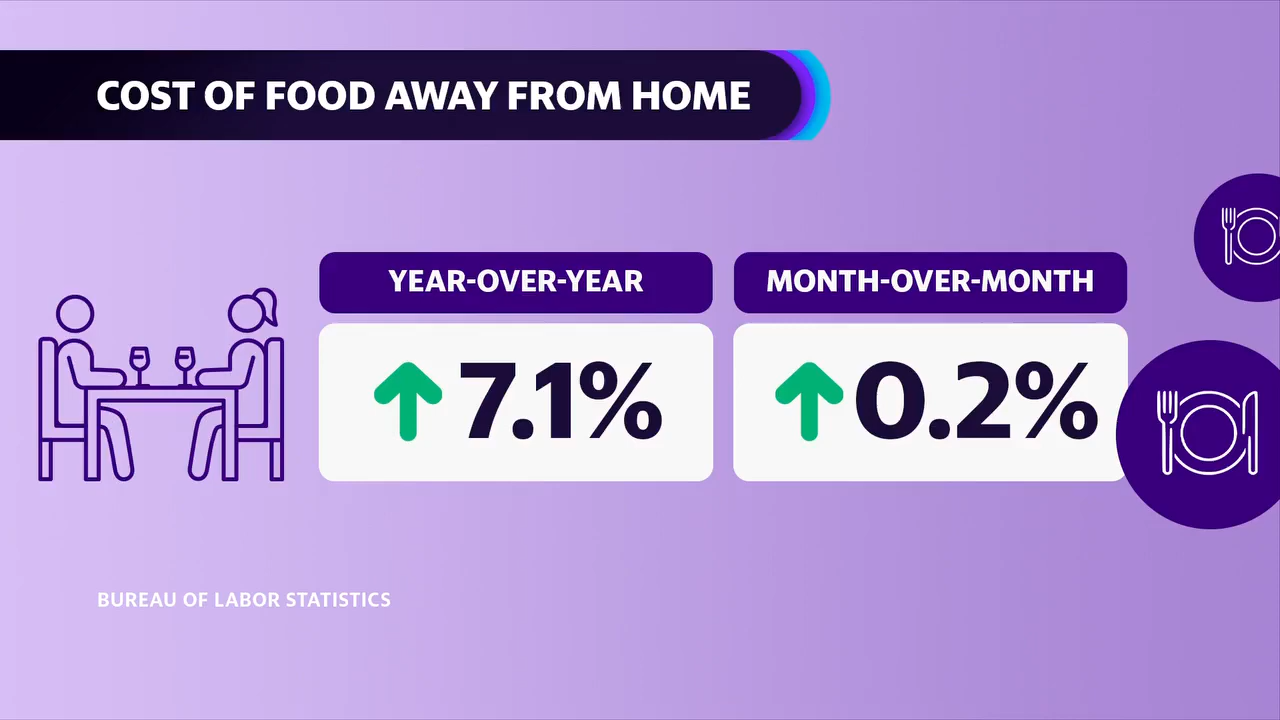 COST OF FOOD AWAY FROM HOME
YEAR-OVER-YEAR
MONTH-OVER-MONTH
7.1%
0.2%
BUREAU OF LABOR STATISTICS